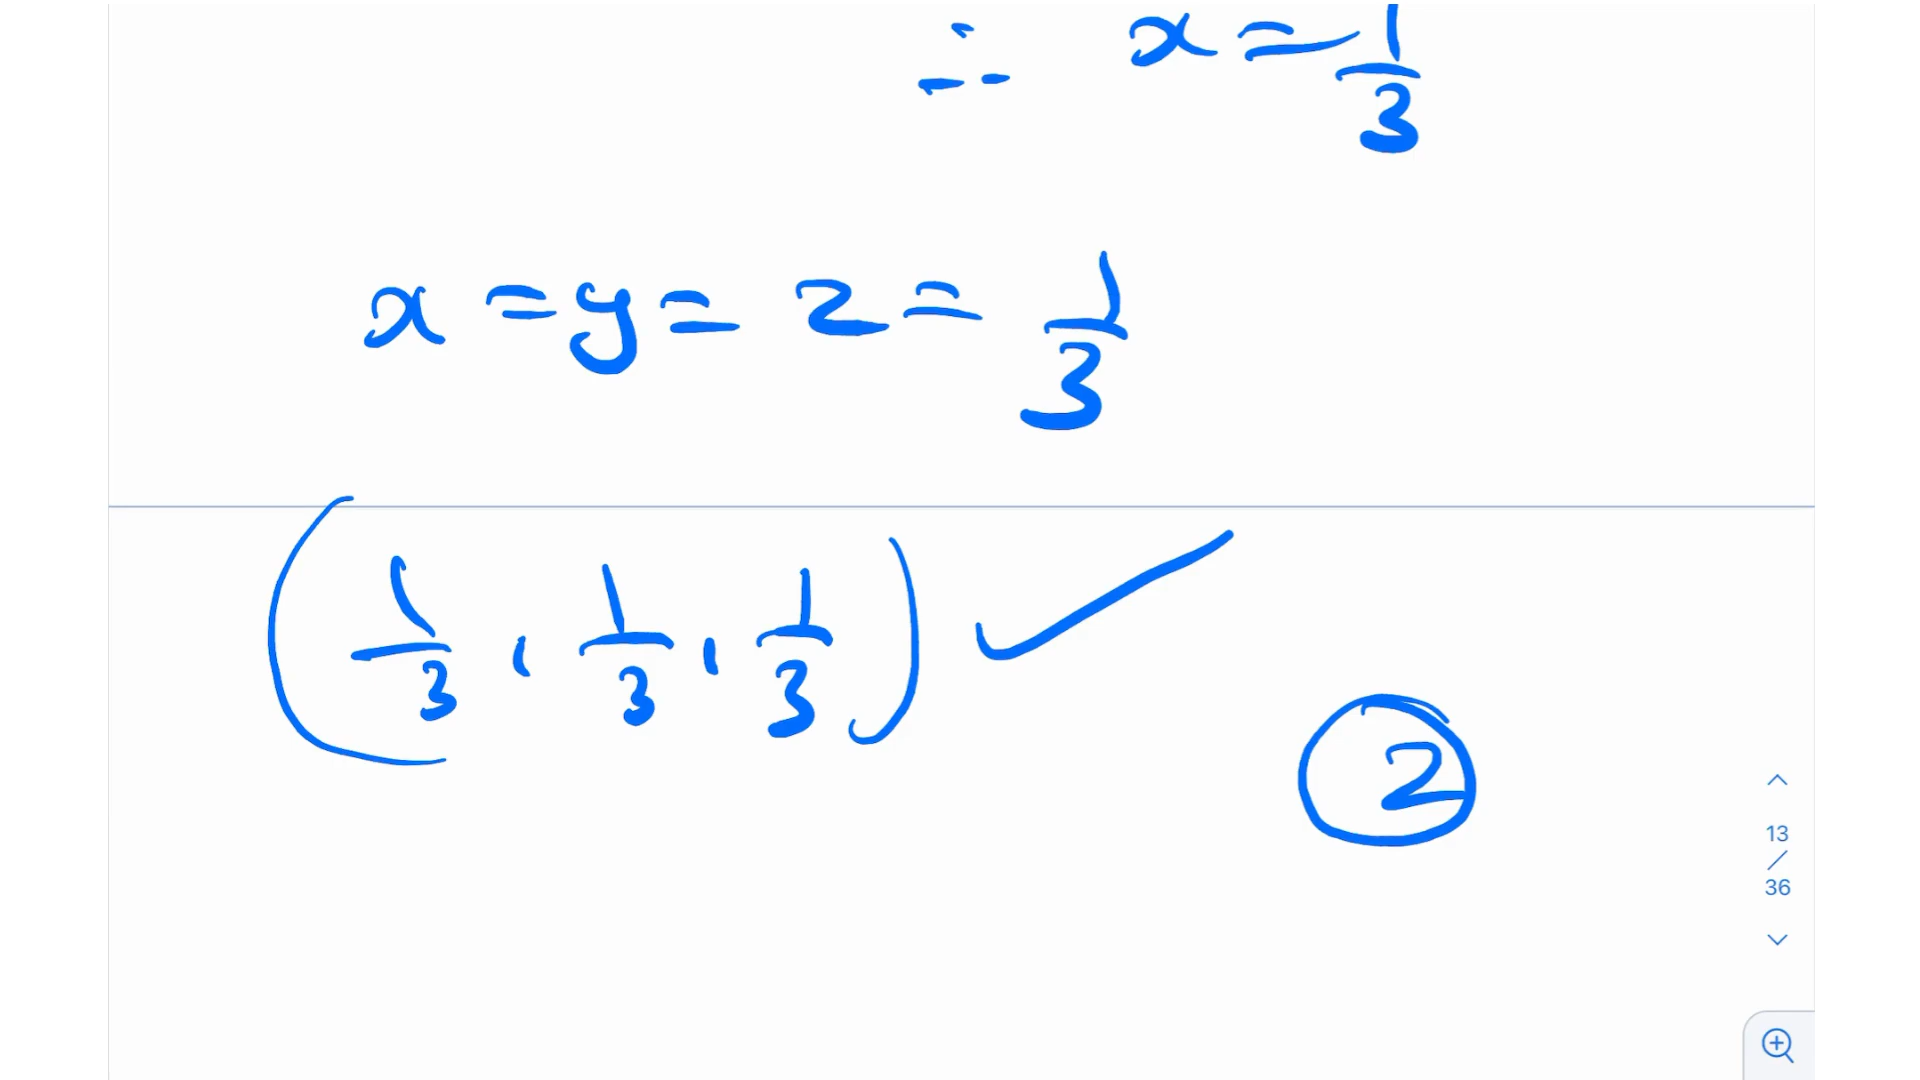 ∴ x = 1/3
x = y = z = 1/3
(1/3, 1/3, 1/3) ✓
2
13
/
36